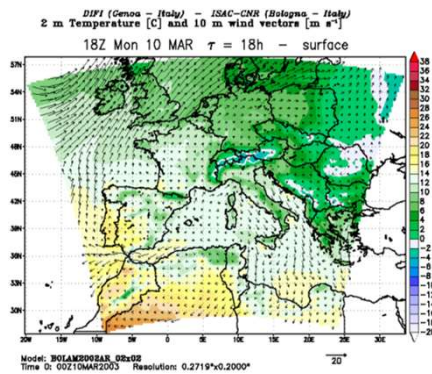 DIFI (Genoa - Italy) - ISAC-CNR (Bologna - Italy)
2 m Temperature [C] and 10 m wind vectors [m s⁻¹]
18Z Mon 10 MAR τ = 18h - surface
57N
54N
51N
48N
45N
42N
39N
36N
33N
30N
20W
15W
10W
5W
0
5E
10E
15E
20E
25E
30E
38
36
34
32
30
28
26
24
22
20
18
16
14
12
10
8
6
4
2
-2
-4
-6
-8
-10
-12
-14
-16
-18
-20
20
Model: BOLAM2002AR_02x02
Time 0: 00Z10MAR2003 Resolution: 0.2719°x0.2000°